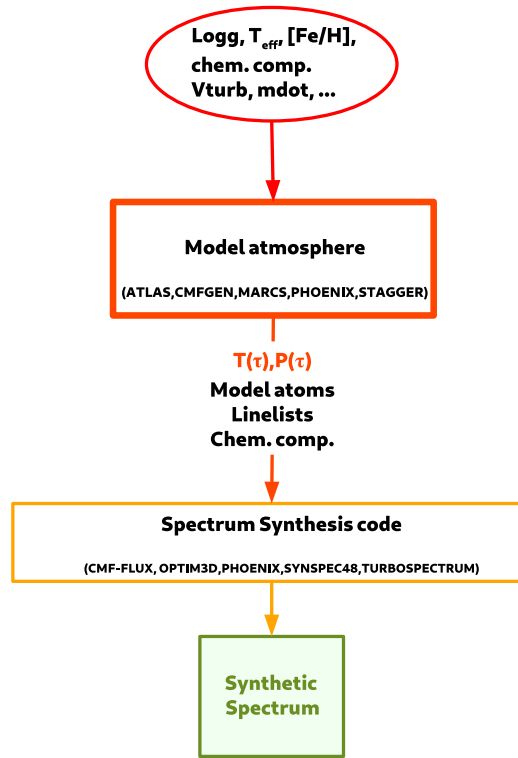 Logg, Teff, [Fe/H],
chem. comp.
Vturb, mdot, ...
Model atmosphere
(ATLAS,CMFGEN,MARCS,PHOENIX,STAGGER)
T(τ),P(τ)
Model atoms
Linelists
Chem. comp.
Spectrum Synthesis code
(CMF-FLUX, OPTIM3D,PHOENIX,SYNSPEC48,TURBOSPECTRUM)
Synthetic
Spectrum